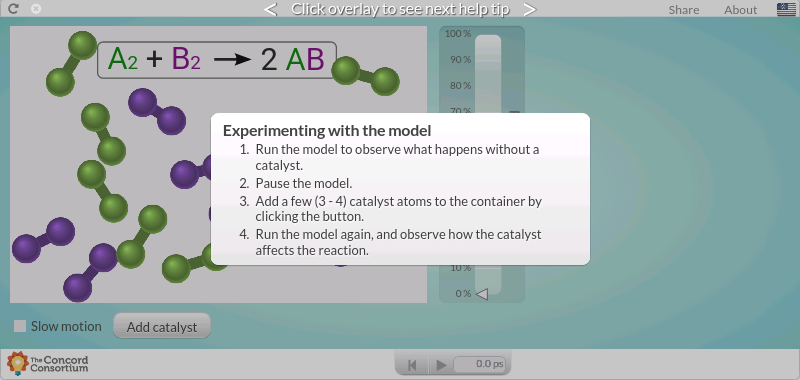 Click overlay to see next help tip
Share
About
A2 + B2 → 2 AB
100 %
90 %
80 %
70 %
Experimenting with the model
1. Run the model to observe what happens without a
catalyst.
2. Pause the model.
3. Add a few (3 - 4) catalyst atoms to the container by
clicking the button.
4. Run the model again, and observe how the catalyst
affects the reaction.
10 %
0 %
Slow motion
Add catalyst
The Concord
Consortium
0.0 ps